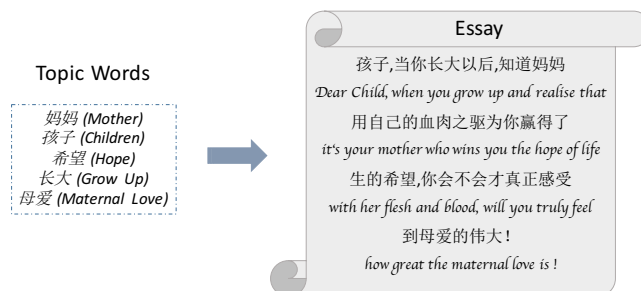 Topic Words
妈妈 (Mother)
孩子 (Children)
希望 (Hope)
长大 (Grow Up)
母爱 (Maternal Love)
Essay
孩子,当你长大以后,知道妈妈
Dear Child, when you grow up and realise that
用自己的血肉之驱为你赢得了
it's your mother who wins you the hope of life
生的希望,你会不会才真正感受
with her flesh and blood, will you truly feel
到母爱的伟大!
how great the maternal love is !